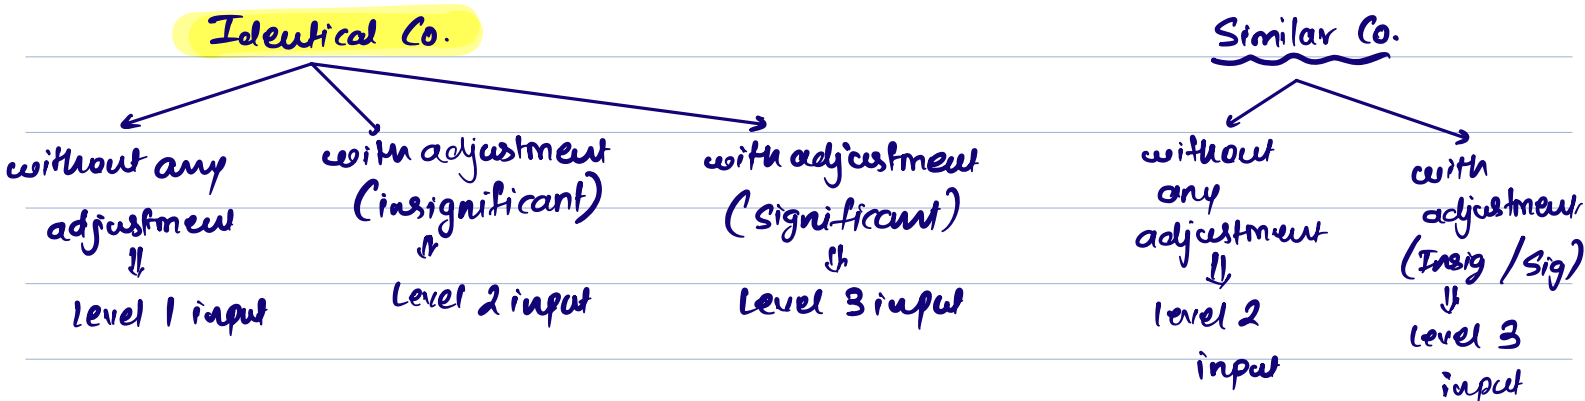 Identical Co.
without any
adjustment
⇓
Level 1 input
with adjustment
(insignificant)
⇓
Level 2 input
with adjustment
(Significant)
⇓
Level 3 input
Similar Co.
without
any
adjustment
⇓
level 2
input
with
adjustment
(Insig / Sig)
⇓
Level 3
input